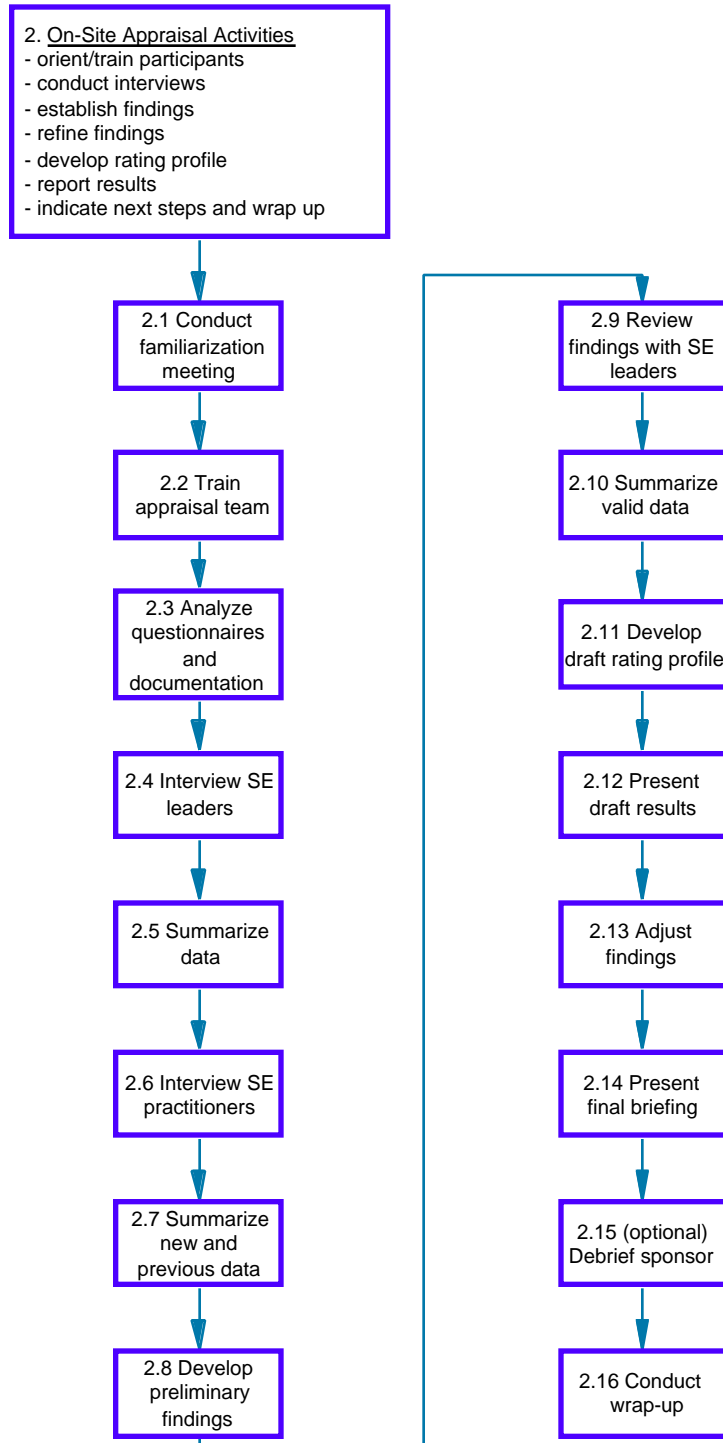 2. On-Site Appraisal Activities
- orient/train participants
- conduct interviews
- establish findings
- refine findings
- develop rating profile
- report results
- indicate next steps and wrap up
2.1 Conduct
familiarization
meeting
2.2 Train
appraisal team
2.3 Analyze
questionnaires
and
documentation
2.4 Interview SE
leaders
2.5 Summarize
data
2.6 Interview SE
practitioners
2.7 Summarize
new and
previous data
2.8 Develop
preliminary
findings
2.9 Review
findings with SE
leaders
2.10 Summarize
valid data
2.11 Develop
draft rating profile
2.12 Present
draft results
2.13 Adjust
findings
2.14 Present
final briefing
2.15 (optional)
Debrief sponsor
2.16 Conduct
wrap-up